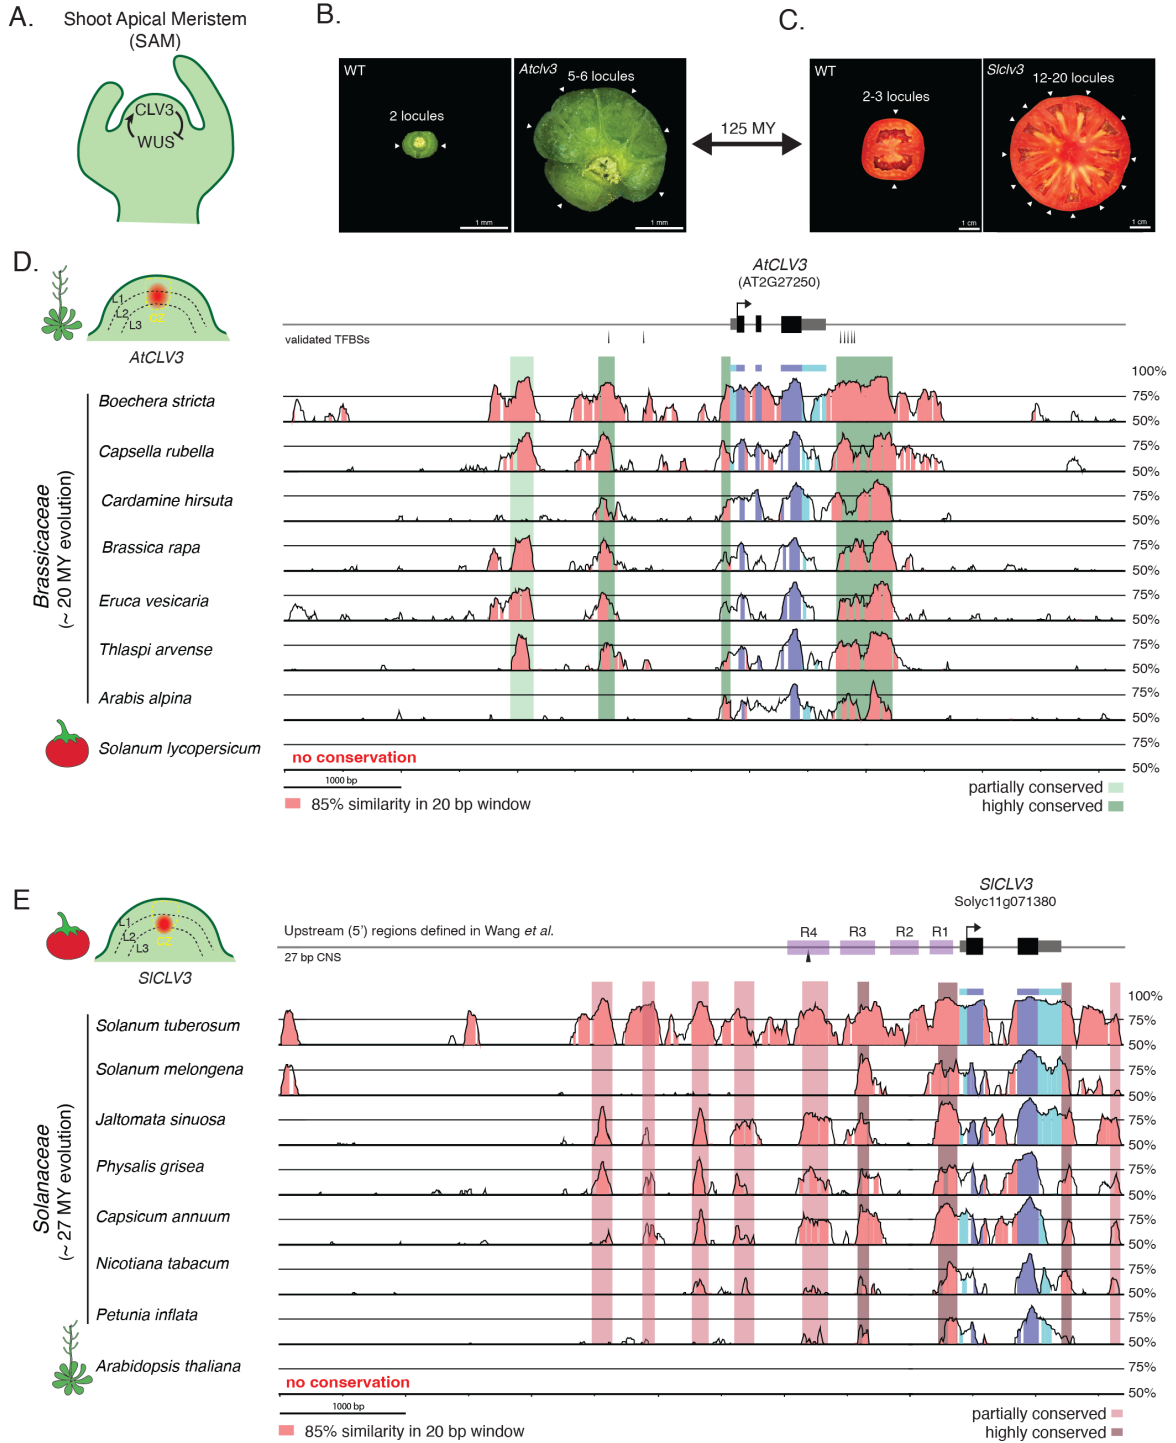 A.
Shoot Apical Meristem
(SAM)
CLV3
WUS
B.
WT
2 locules
1 mm
Atclv3
5-6 locules
1 mm
125 MY
C.
WT
2-3 locules
1 cm
Slclv3
12-20 locules
1 cm
D.
L1
L2
L3
CZ
AtCLV3
AtCLV3
(AT2G27250)
validated TFBSs
100%
Brassicaceae
(~ 20 MY evolution)
Boechera stricta
75%
50%
Capsella rubella
75%
50%
Cardamine hirsuta
75%
50%
Brassica rapa
75%
50%
Eruca vesicaria
75%
50%
Thlaspi arvense
75%
50%
Arabis alpina
75%
50%
Solanum lycopersicum
75%
no conservation
50%
1000 bp
85% similarity in 20 bp window
partially conserved
highly conserved
E
L1
L2
L3
CZ
SlCLV3
SlCLV3
Solyc11g071380
Upstream (5') regions defined in Wang et al.
R4
R3
R2
R1
27 bp CNS
100%
Solanaceae
(~ 27 MY evolution)
Solanum tuberosum
75%
50%
Solanum melongena
75%
50%
Jaltomata sinuosa
75%
50%
Physalis grisea
75%
50%
Capsicum annuum
75%
50%
Nicotiana tabacum
75%
50%
Petunia inflata
75%
50%
Arabidopsis thaliana
75%
no conservation
50%
1000 bp
85% similarity in 20 bp window
partially conserved
highly conserved